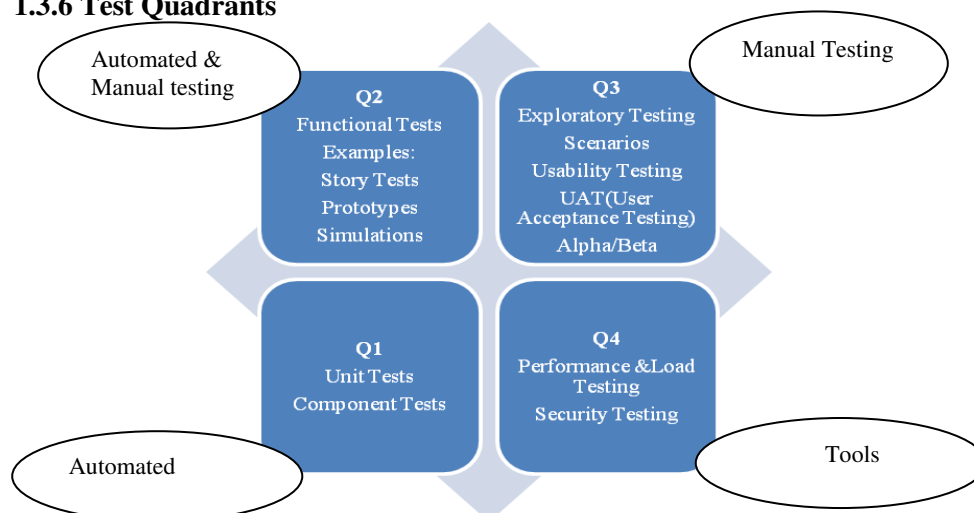 1.3.6 Test Quadrants
Automated &
Manual testing
Manual Testing
Q2
Functional Tests
Examples:
Story Tests
Prototypes
Simulations
Q3
Exploratory Testing
Scenarios
Usability Testing
UAT(User
Acceptance Testing)
Alpha/Beta
Q1
Unit Tests
Component Tests
Q4
Performance &Load
Testing
Security Testing
Automated
Tools